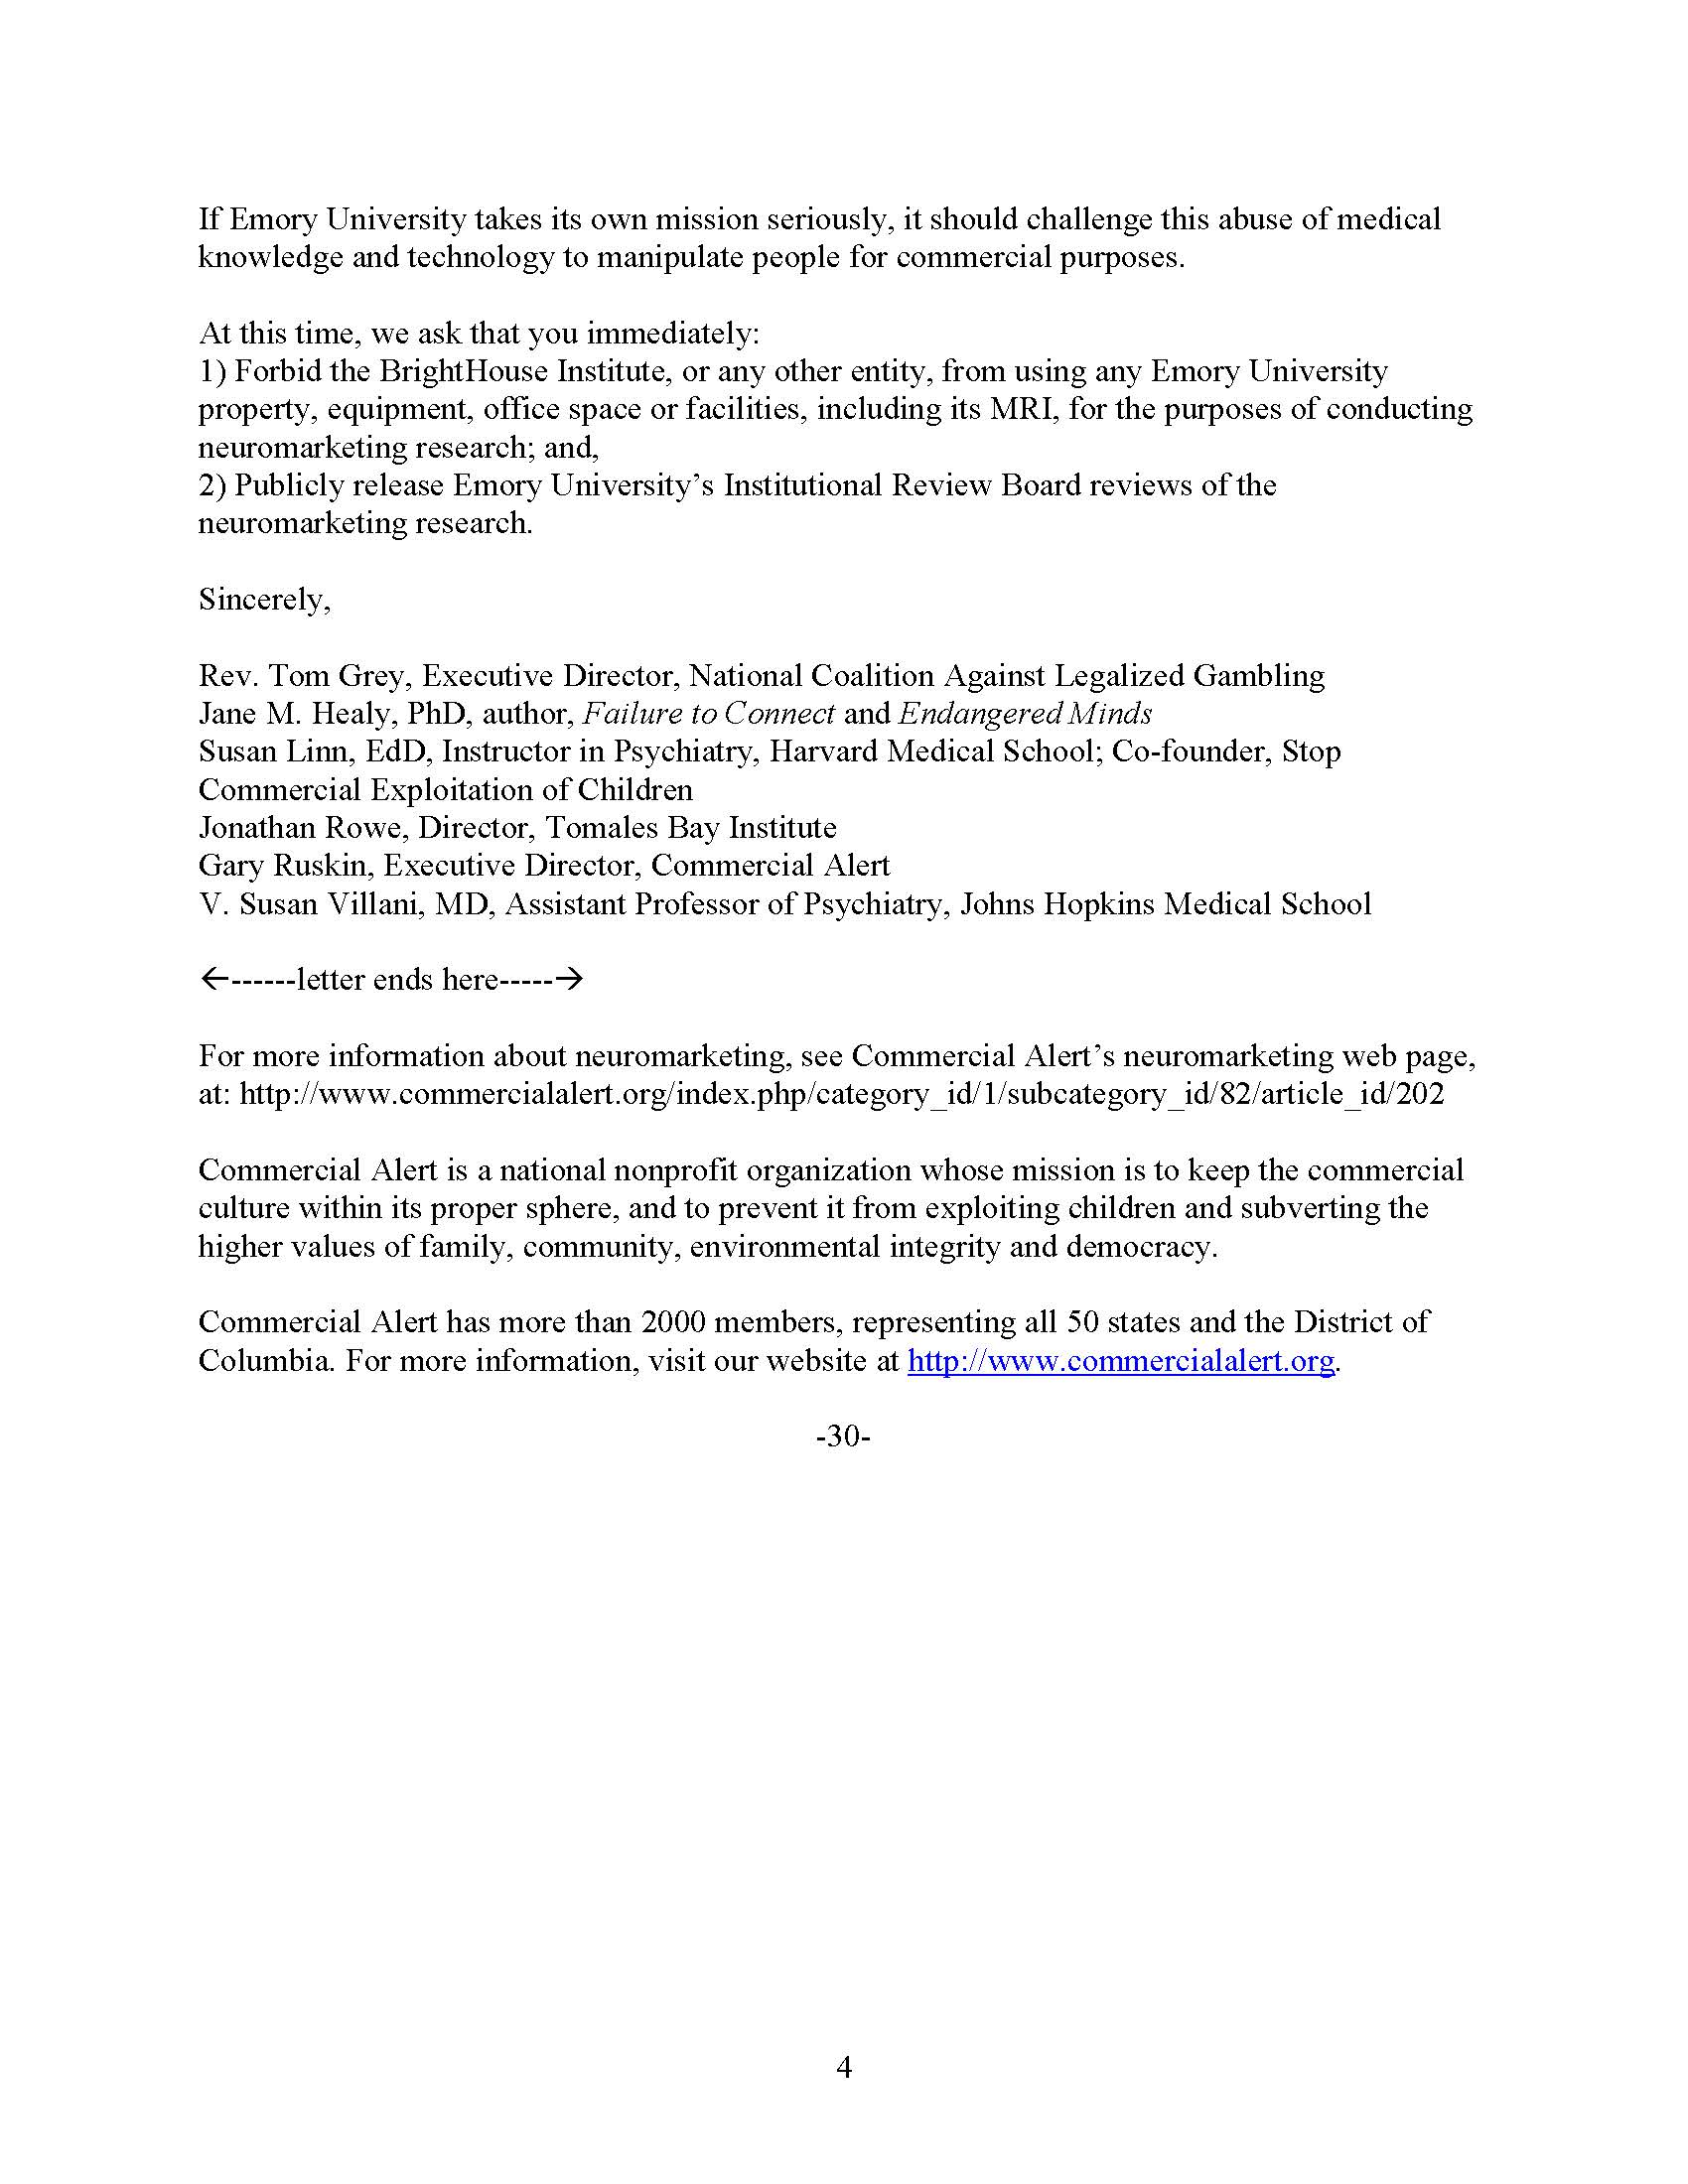 If Emory University takes its own mission seriously, it should challenge this abuse of medical
knowledge and technology to manipulate people for commercial purposes.
At this time, we ask that you immediately:
1) Forbid the BrightHouse Institute, or any other entity, from using any Emory University
property, equipment, office space or facilities, including its MRI, for the purposes of conducting
neuromarketing research; and,
2) Publicly release Emory University’s Institutional Review Board reviews of the
neuromarketing research.
Sincerely,
Rev. Tom Grey, Executive Director, National Coalition Against Legalized Gambling
Jane M. Healy, PhD, author, Failure to Connect and Endangered Minds
Susan Linn, EdD, Instructor in Psychiatry, Harvard Medical School; Co-founder, Stop
Commercial Exploitation of Children
Jonathan Rowe, Director, Tomales Bay Institute
Gary Ruskin, Executive Director, Commercial Alert
V. Susan Villani, MD, Assistant Professor of Psychiatry, Johns Hopkins Medical School
←------letter ends here-----→
For more information about neuromarketing, see Commercial Alert’s neuromarketing web page,
at: http://www.commercialalert.org/index.php/category_id/1/subcategory_id/82/article_id/202
Commercial Alert is a national nonprofit organization whose mission is to keep the commercial
culture within its proper sphere, and to prevent it from exploiting children and subverting the
higher values of family, community, environmental integrity and democracy.
Commercial Alert has more than 2000 members, representing all 50 states and the District of
Columbia. For more information, visit our website at http://www.commercialalert.org.
-30-
4